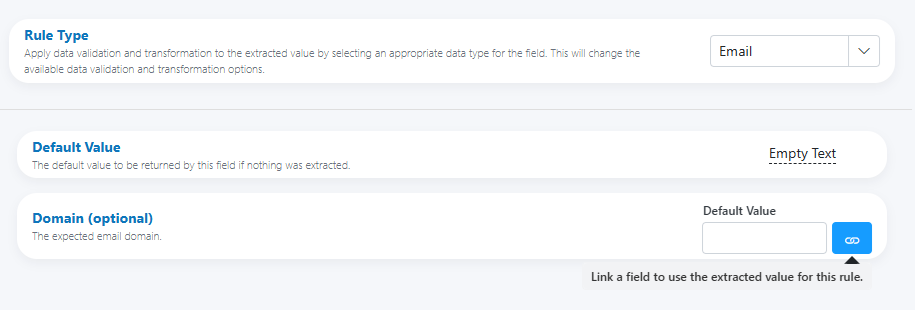 Rule Type
Apply data validation and transformation to the extracted value by selecting an appropriate data type for the field. This will change the
available data validation and transformation options.
Email
Default Value
The default value to be returned by this field if nothing was extracted.
Empty Text
Domain (optional)
The expected email domain.
Default Value
Link a field to use the extracted value for this rule.